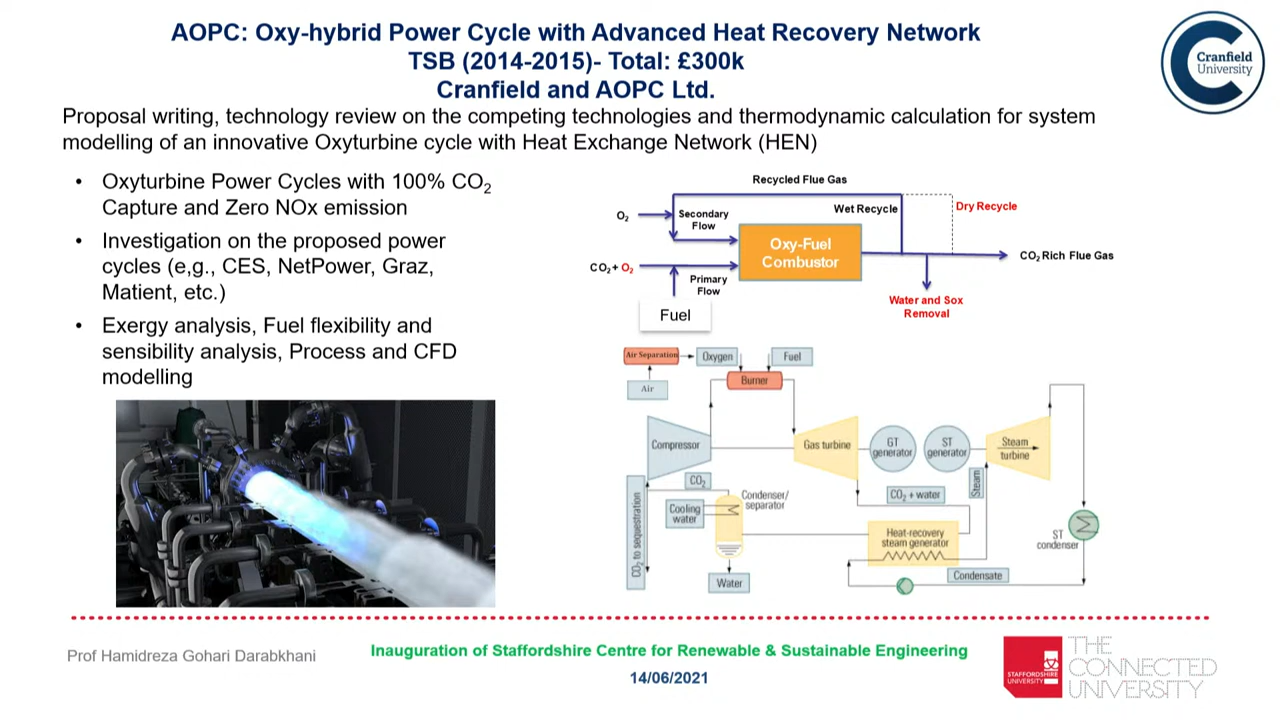 AOPC: Oxy-hybrid Power Cycle with Advanced Heat Recovery Network
TSB (2014-2015)- Total: £300k
Cranfield and AOPC Ltd.
Cranfield
University
Proposal writing, technology review on the competing technologies and thermodynamic calculation for system
modelling of an innovative Oxyturbine cycle with Heat Exchange Network (HEN)
• Oxyturbine Power Cycles with 100% CO₂
Capture and Zero NOx emission
• Investigation on the proposed power
cycles (e,g., CES, NetPower, Graz,
Matient, etc.)
• Exergy analysis, Fuel flexibility and
sensibility analysis, Process and CFD
modelling
Recycled Flue Gas
O₂
Secondary
Flow
Wet Recycle
Dry Recycle
Oxy-Fuel
Combustor
CO₂ Rich Flue Gas
CO₂+ O₂
Primary
Flow
Fuel
Water and Sox
Removal
Air Separation
Oxygen
Fuel
Air
Burner
Compressor
Gas turbine
GT
generator
ST
generator
Steam
turbine
CO₂
Steam
CO₂ + water
Condenser/
separator
Cooling
water
CO₂ to sequestration
Heat-recovery
steam generator
ST
condenser
Water
Condensate
Prof Hamidreza Gohari Darabkhani
Inauguration of Staffordshire Centre for Renewable & Sustainable Engineering
14/06/2021
STAFFORDSHIRE
UNIVERSITY
THE
CONNECTED
UNIVERSITY